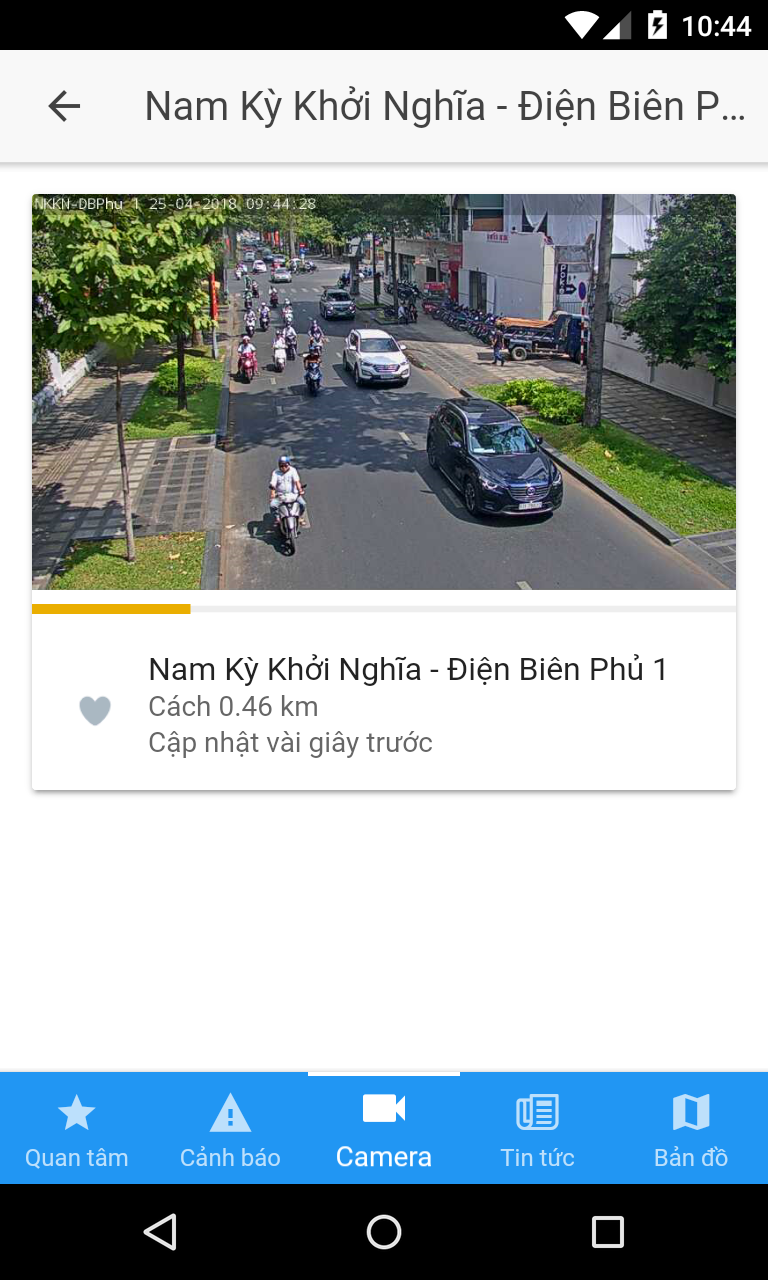 10:44
Nam Kỳ Khởi Nghĩa - Điện Biên P...
NKKN-DBPhu 1 25-04-2018 09:44:28
Nam Kỳ Khởi Nghĩa - Điện Biên Phủ 1
Cách 0.46 km
Cập nhật vài giây trước
Quan tâm
Cảnh báo
Camera
Tin tức
Bản đồ